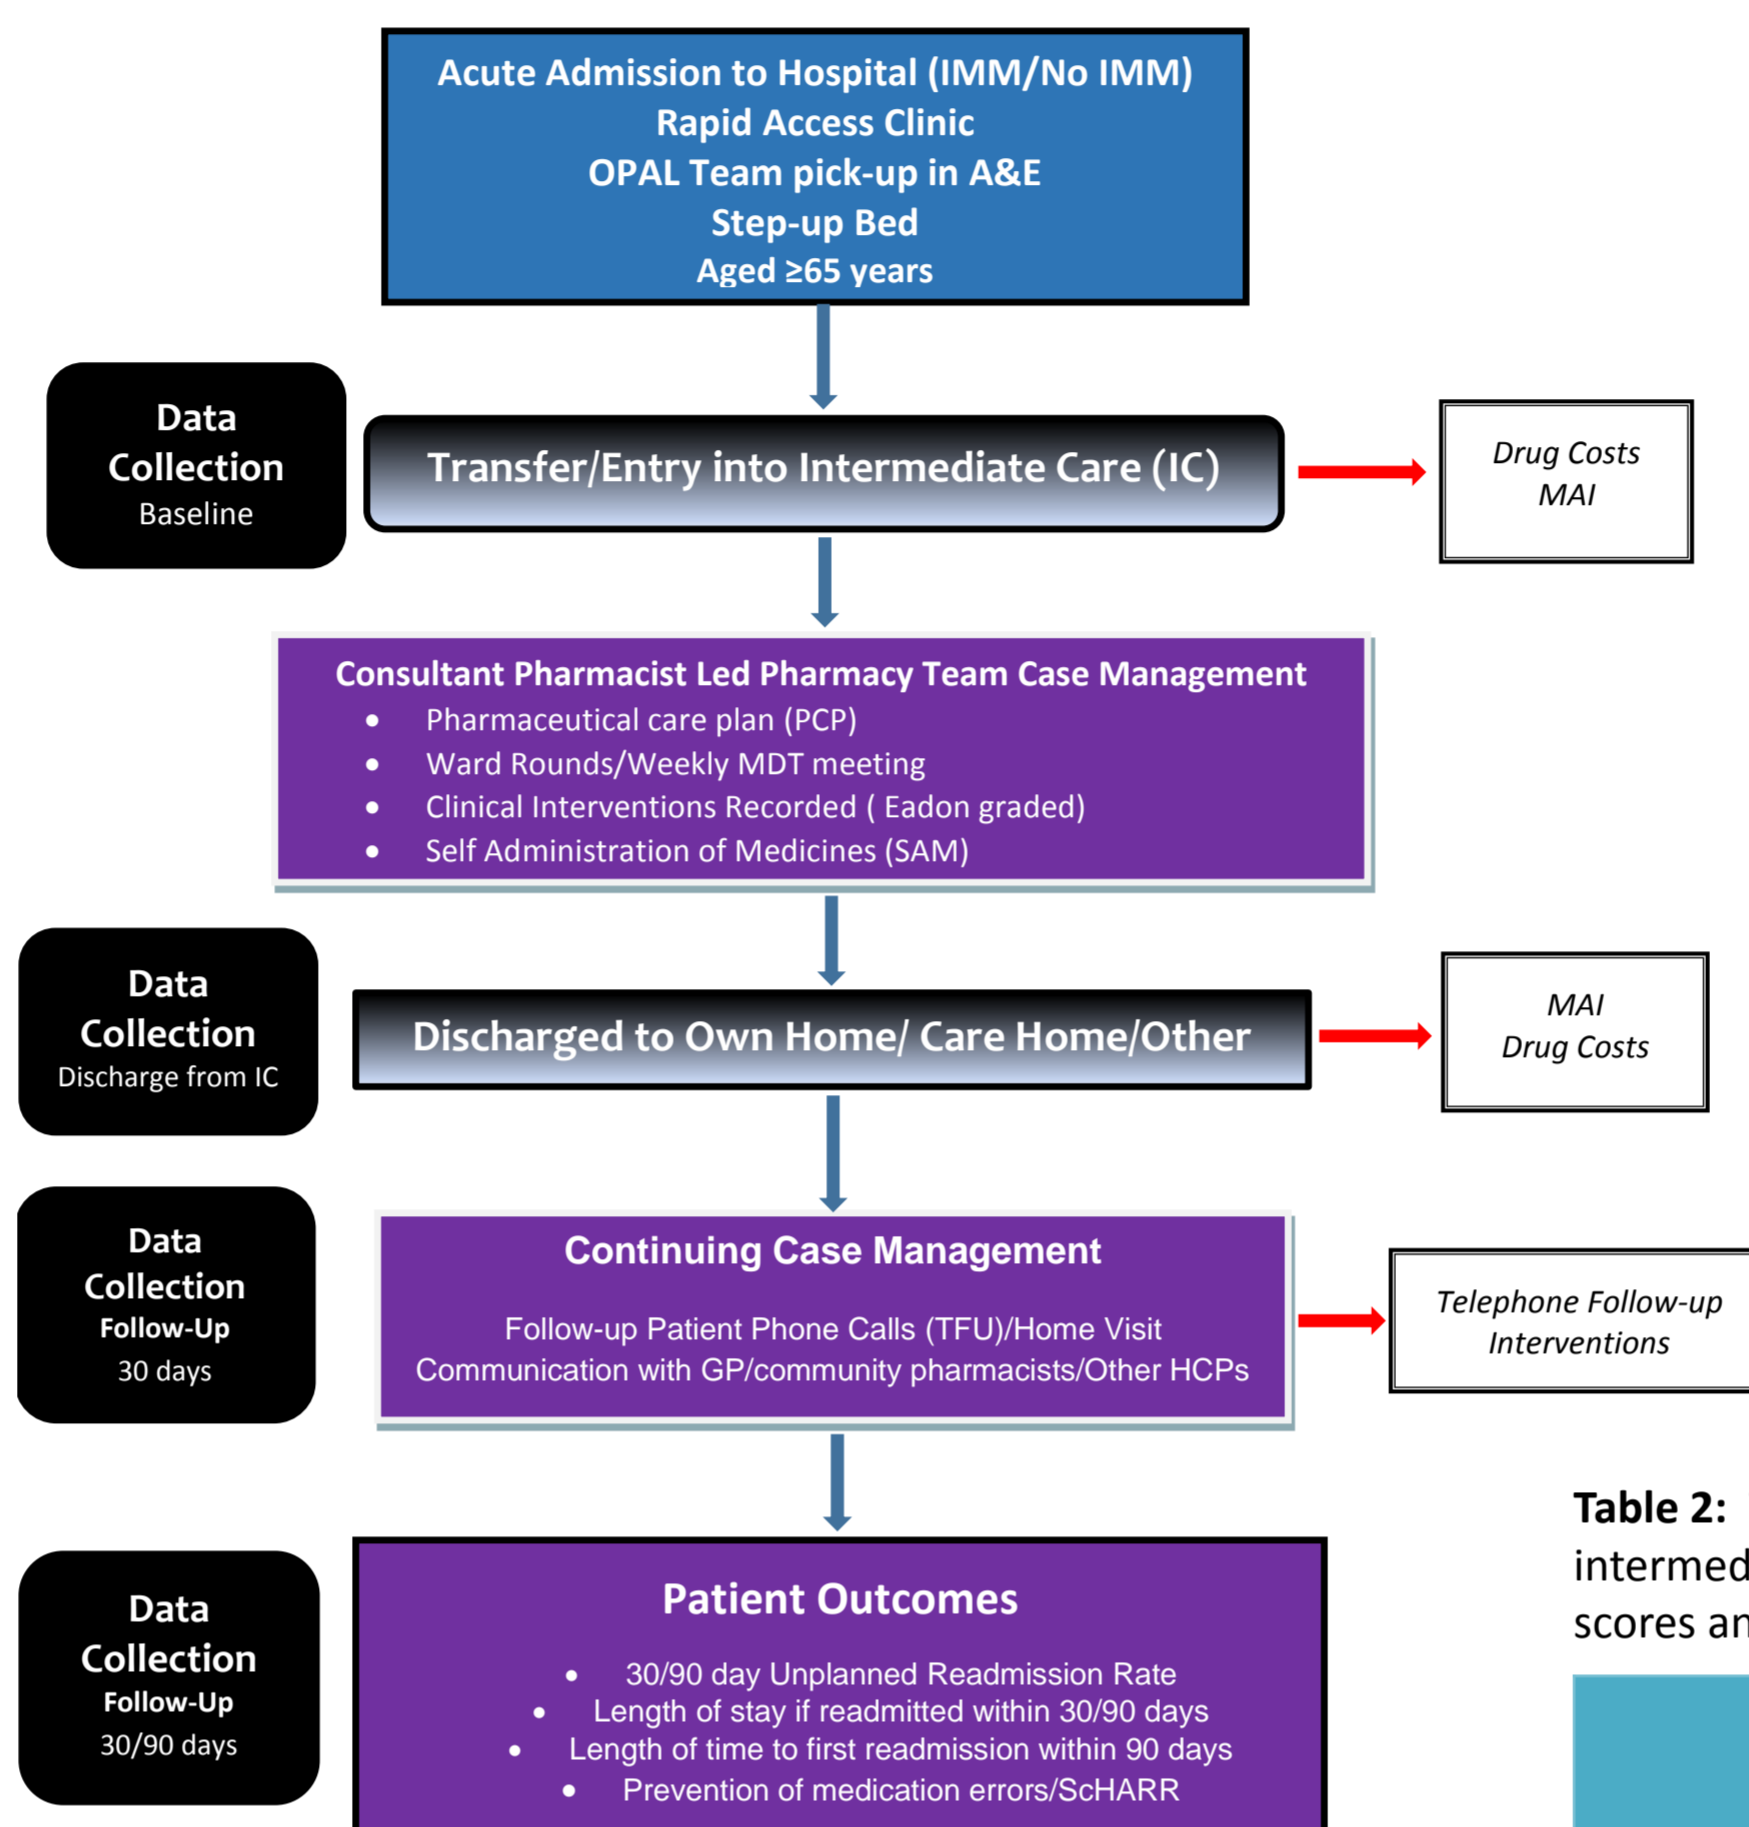 Acute Admission to Hospital (IMM/No IMM)
Rapid Access Clinic
OPAL Team pick-up in A&E
Step-up Bed
Aged ≥65 years
Data
Collection
Baseline
Transfer/Entry into Intermediate Care (IC)
Drug Costs
MAI
Consultant Pharmacist Led Pharmacy Team Case Management
• Pharmaceutical care plan (PCP)
• Ward Rounds/Weekly MDT meeting
• Clinical Interventions Recorded ( Eadon graded)
• Self Administration of Medicines (SAM)
Data
Collection
Discharge from IC
Discharged to Own Home/ Care Home/Other
MAI
Drug Costs
Data
Collection
Follow-Up
30 days
Continuing Case Management
Follow-up Patient Phone Calls (TFU)/Home Visit
Communication with GP/community pharmacists/Other HCPs
Telephone Follow-up
Interventions
Data
Collection
Follow-Up
30/90 days
Patient Outcomes
• 30/90 day Unplanned Readmission Rate
• Length of stay if readmitted within 30/90 days
• Length of time to first readmission within 90 days
• Prevention of medication errors/ScHARR
Table 2:
intermed
scores an